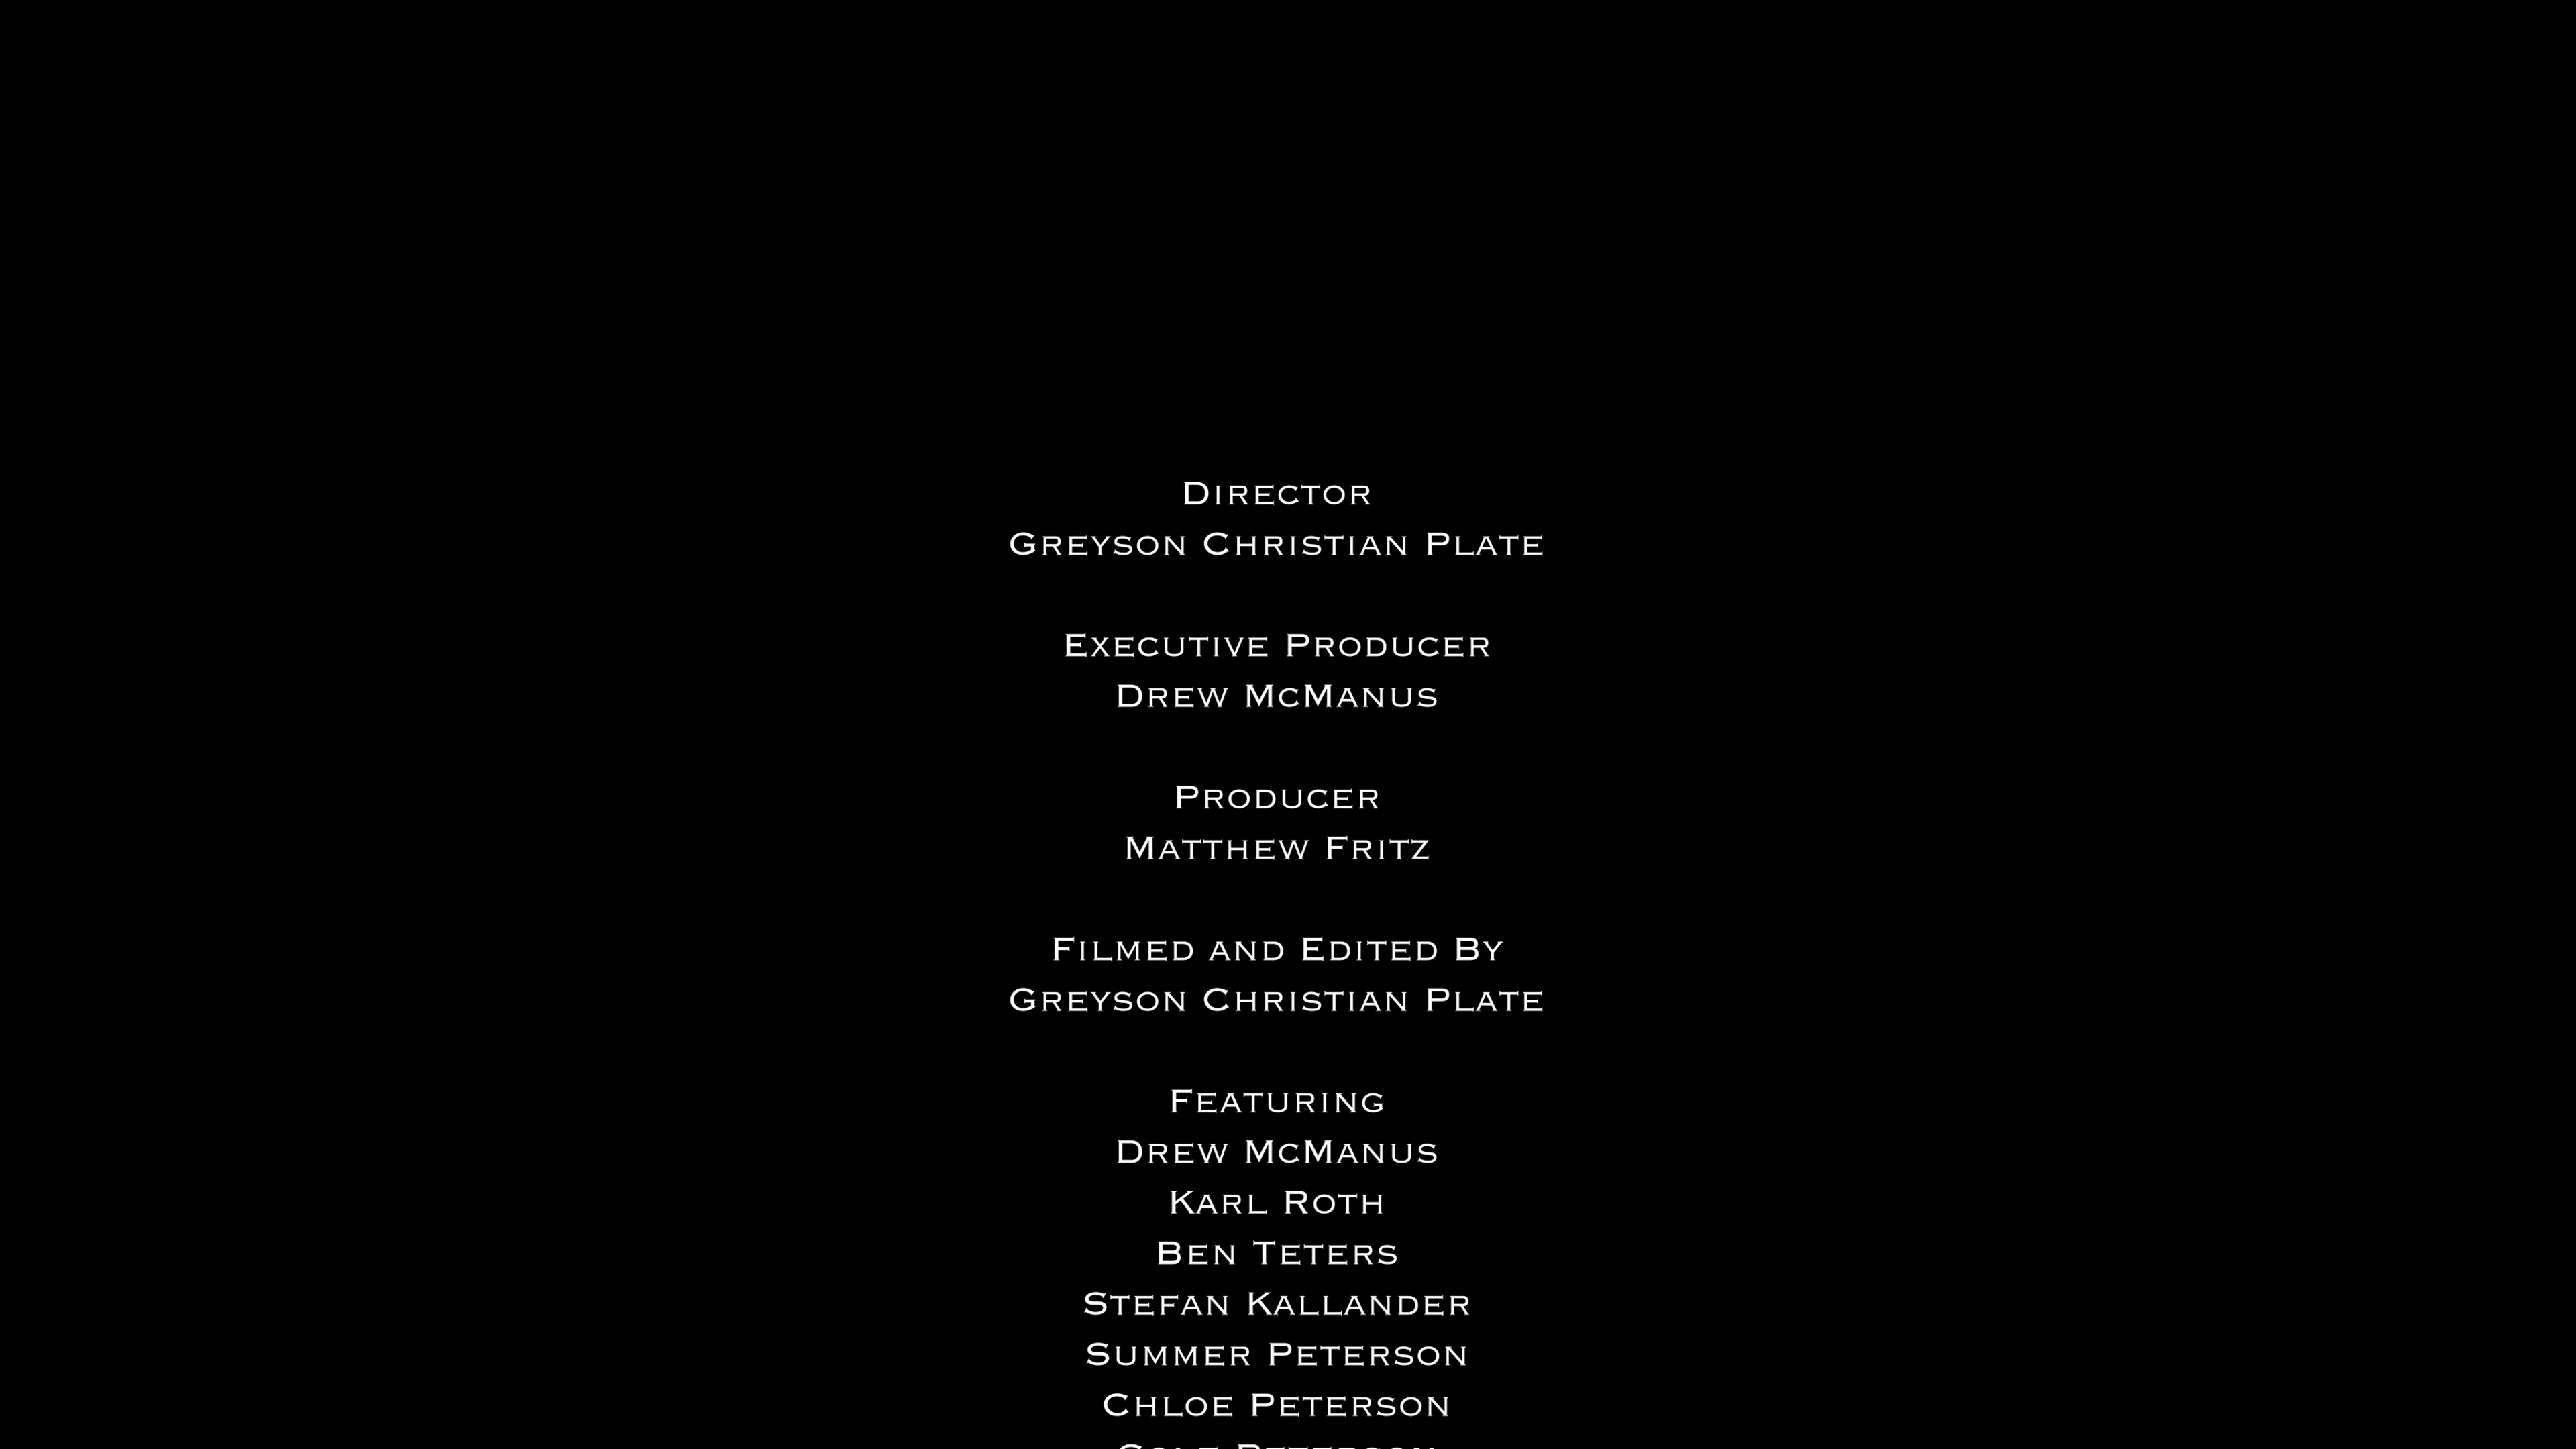 Director
Greyson Christian Plate
Executive Producer
Drew McManus
Producer
Matthew Fritz
Filmed and Edited By
Greyson Christian Plate
Featuring
Drew McManus
Karl Roth
Ben Teters
Stefan Kallander
Summer Peterson
Chloe Peterson
Peterson